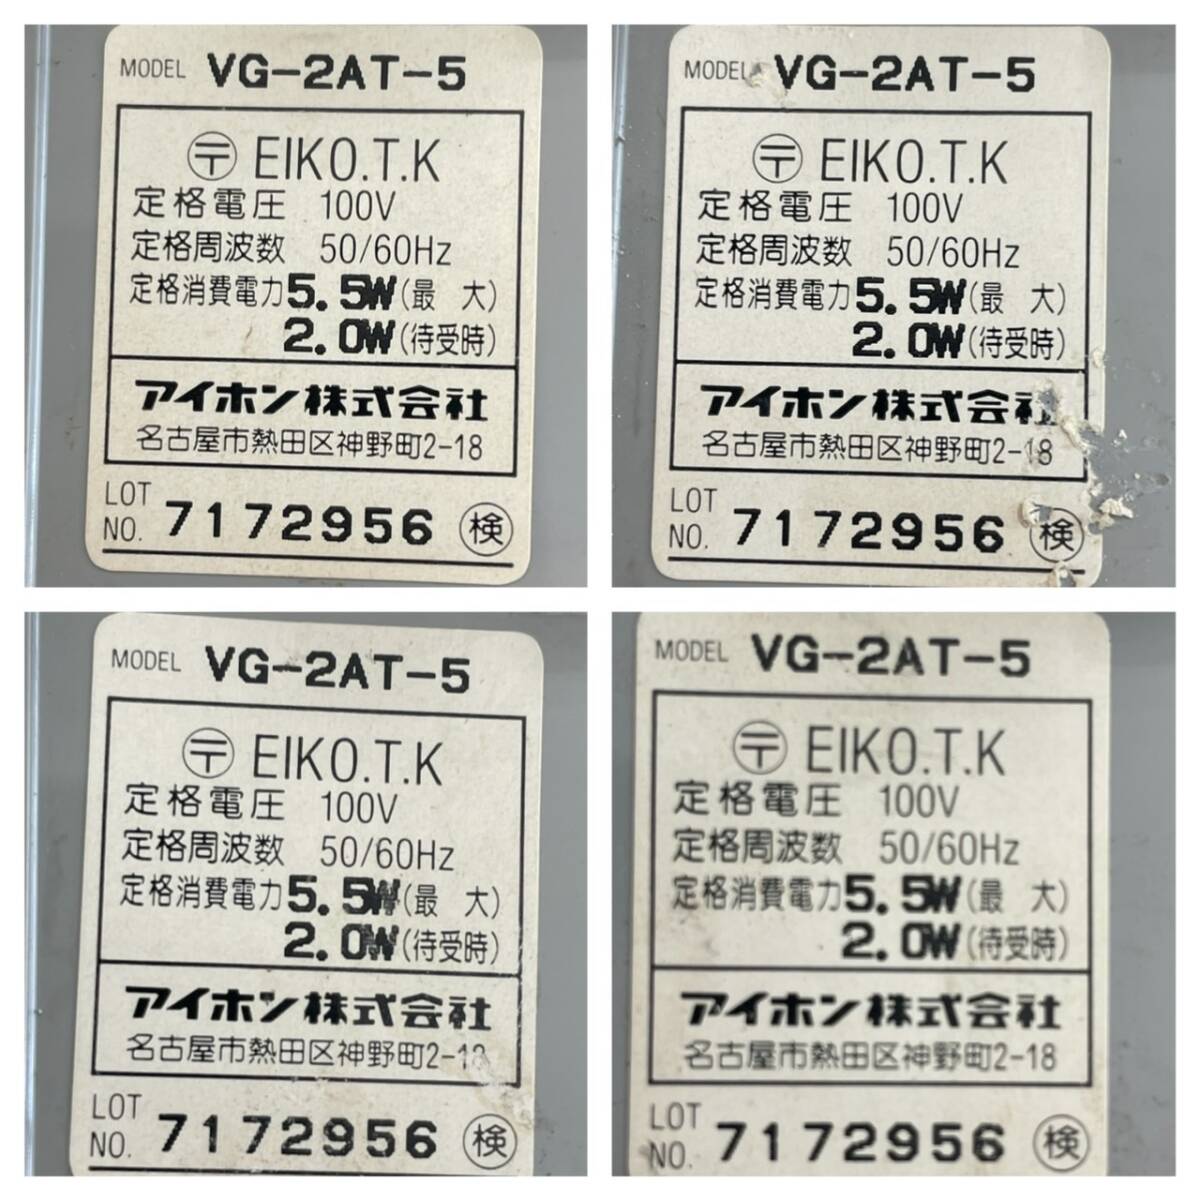 MODEL VG-2AT-5
〒 EIKO.T.K
定格電圧 100V
定格周波数 50/60Hz
定格消費電力 5.5W (最 大)
2.0W (待受時)
アイホン株式会社
名古屋市熱田区神野町2-18
LOT NO. 7172956 検
MODEL VG-2AT-5
〒 EIKO.T.K
定格電圧 100V
定格周波数 50/60Hz
定格消費電力 5.5W (最 大)
2.0W (待受時)
アイホン株式会社
名古屋市熱田区神野町2-18
LOT NO. 7172956 検
MODEL VG-2AT-5
〒 EIKO.T.K
定格電圧 100V
定格周波数 50/60Hz
定格消費電力 5.5W (最 大)
2.0W (待受時)
アイホン株式会社
名古屋市熱田区神野町2-18
LOT NO. 7172956 検
MODEL VG-2AT-5
〒 EIKO.T.K
定格電圧 100V
定格周波数 50/60Hz
定格消費電力 5.5W (最 大)
2.0W (待受時)
アイホン株式会社
名古屋市熱田区神野町2-18
LOT NO. 7172956 検